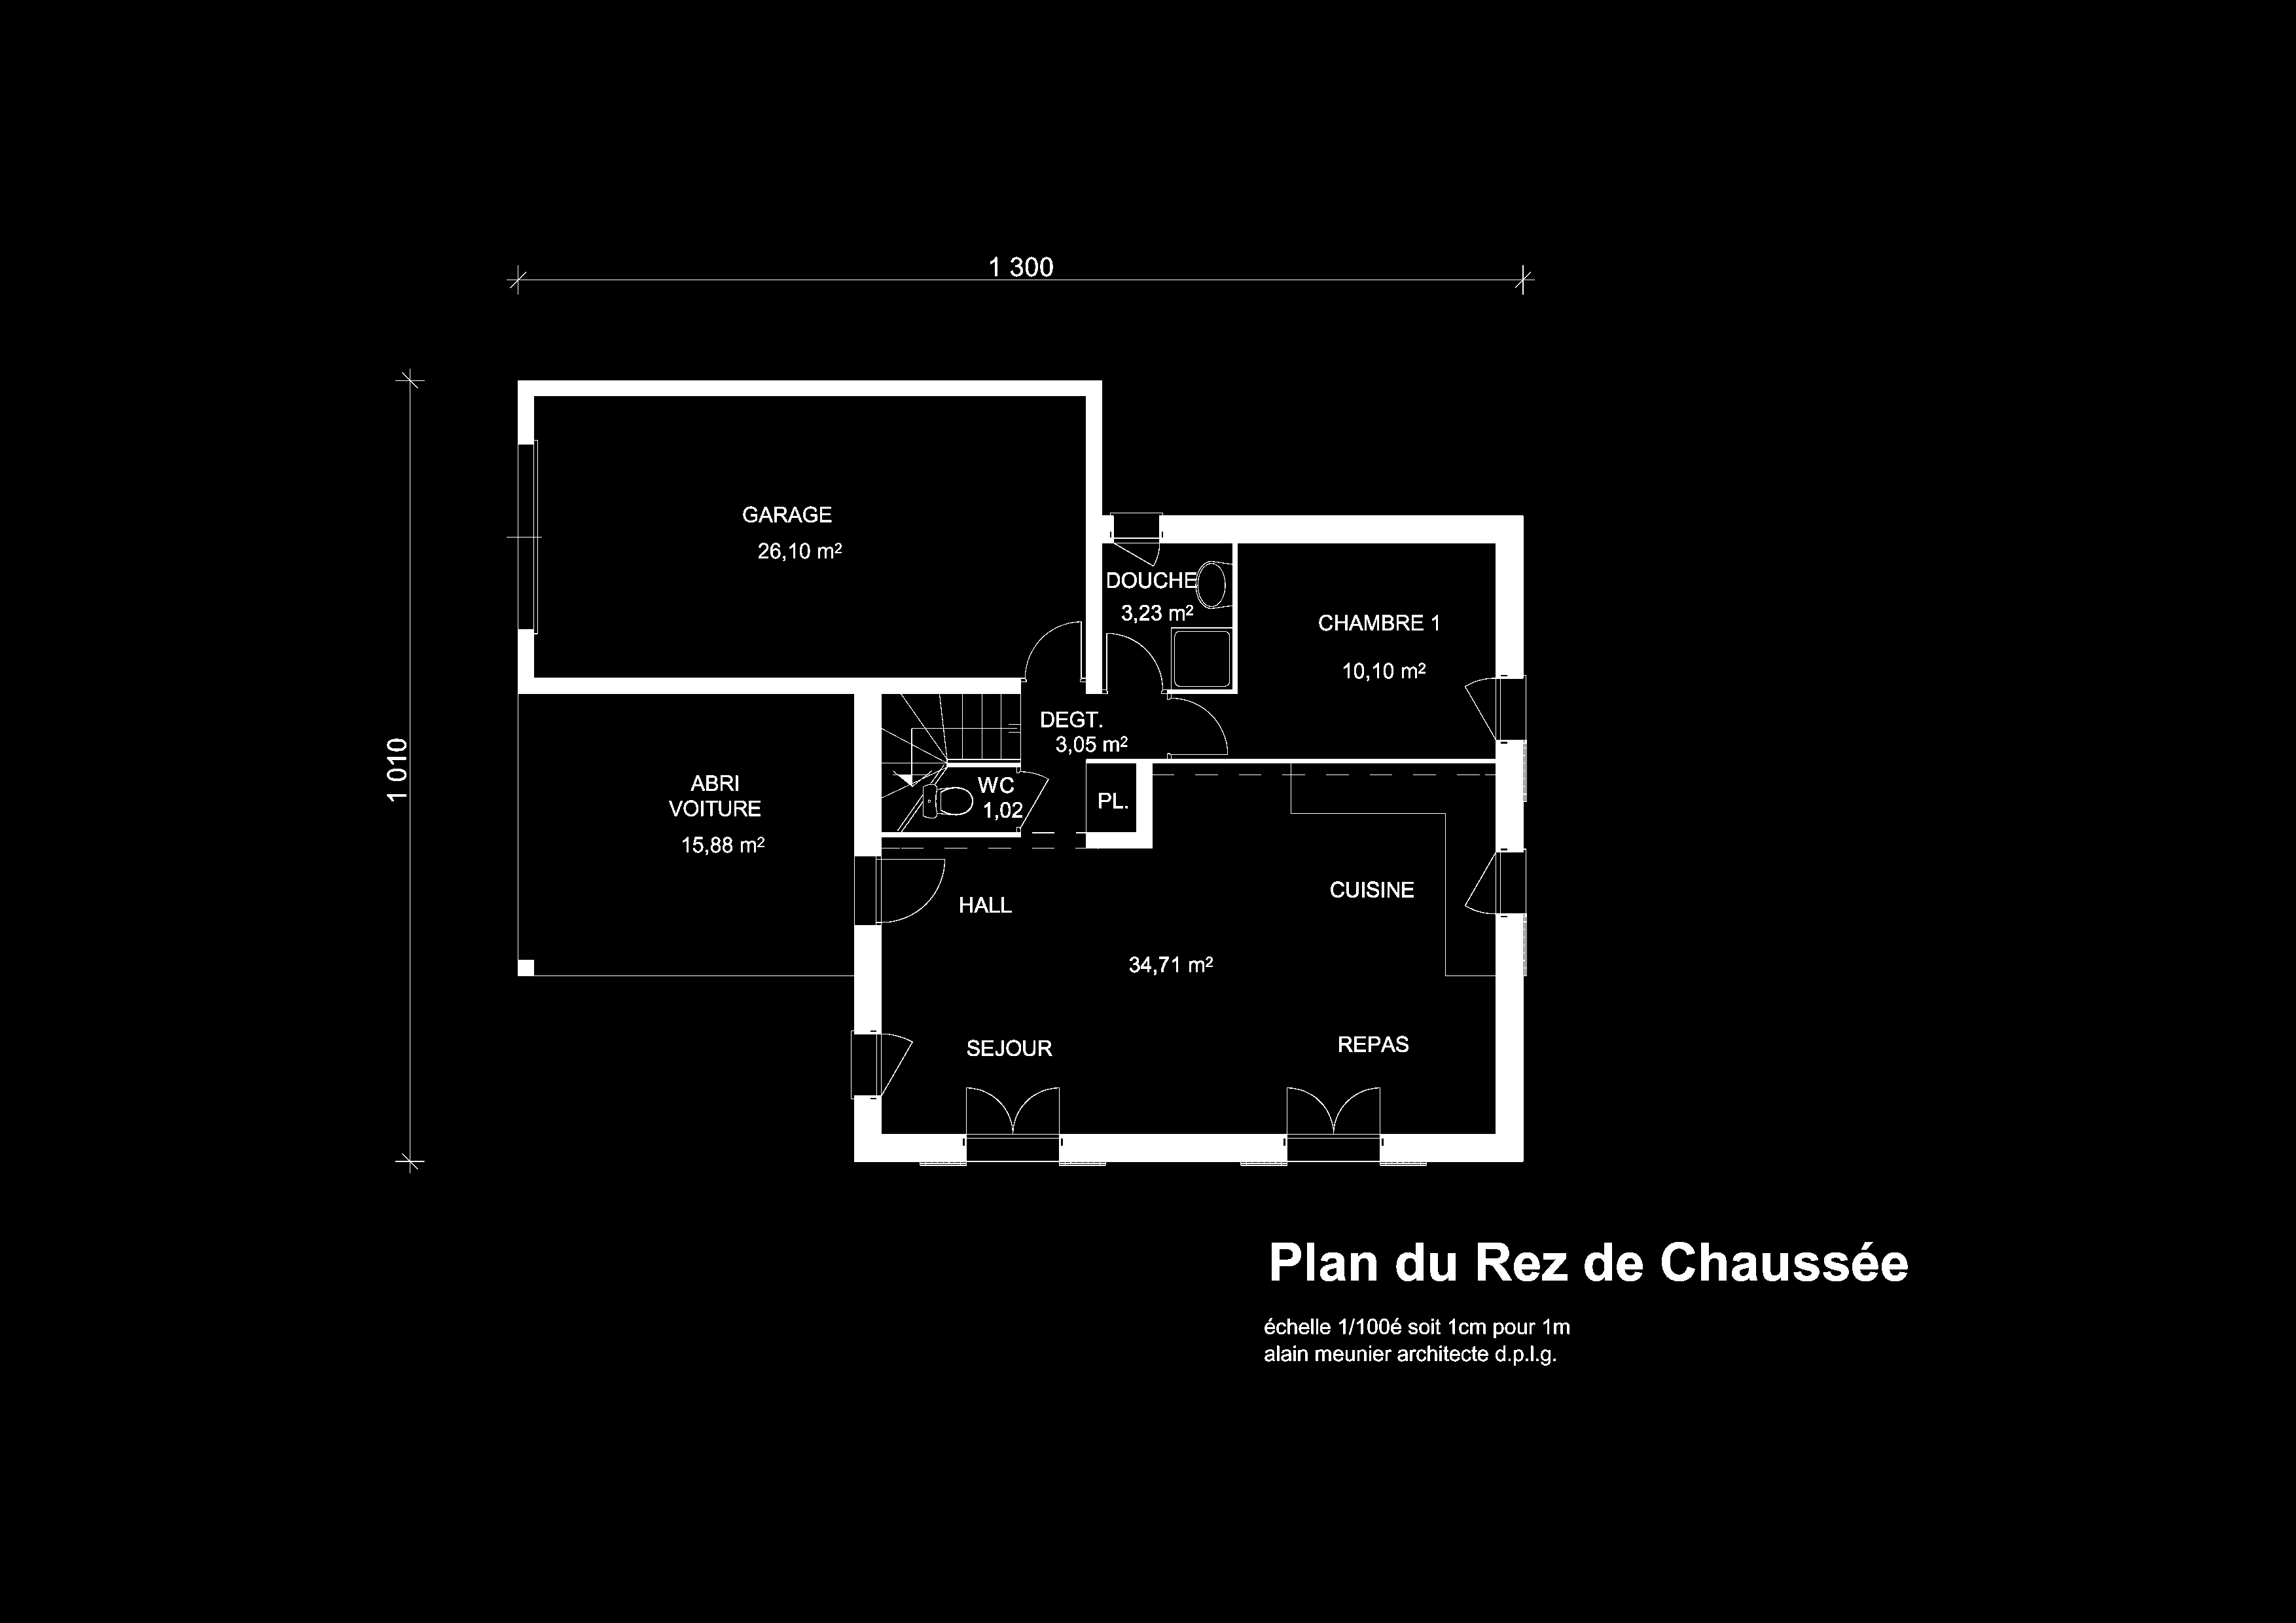 1 300
1 010
GARAGE
26,10 m²
DOUCHE
3,23 m²
CHAMBRE 1
10,10 m²
DEGT.
3,05 m²
ABRI
VOITURE
15,88 m²
WC
1,02
PL.
HALL
CUISINE
34,71 m²
SEJOUR
REPAS
Plan du Rez de Chaussée
échelle 1/100é soit 1cm pour 1m
alain meunier architecte d.p.l.g.